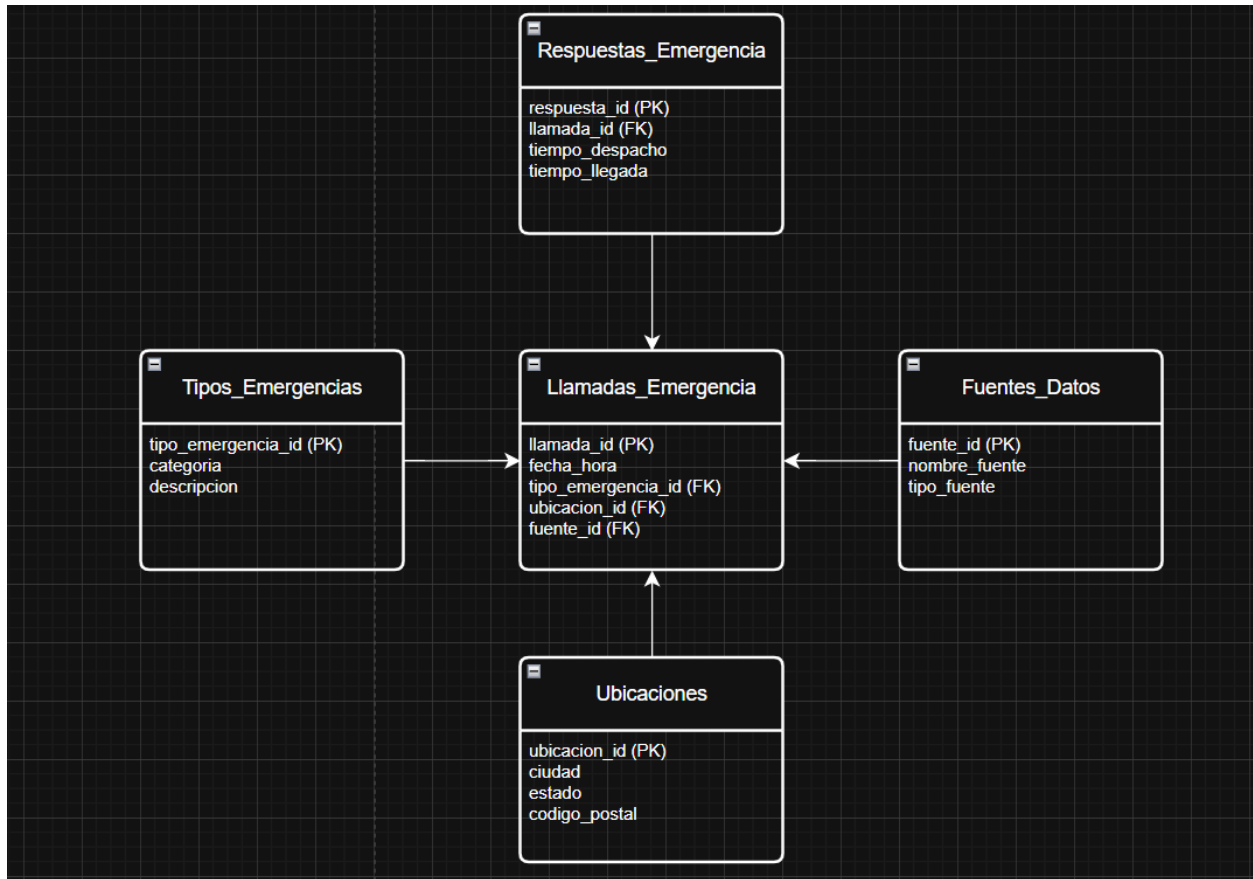 Respuestas_Emergencia
respuesta_id (PK)
llamada_id (FK)
tiempo_despacho
tiempo_llegada
Tipos_Emergencias
tipo_emergencia_id (PK)
categoria
descripcion
Llamadas_Emergencia
llamada_id (PK)
fecha_hora
tipo_emergencia_id (FK)
ubicacion_id (FK)
fuente_id (FK)
Fuentes_Datos
fuente_id (PK)
nombre_fuente
tipo_fuente
Ubicaciones
ubicacion_id (PK)
ciudad
estado
codigo_postal